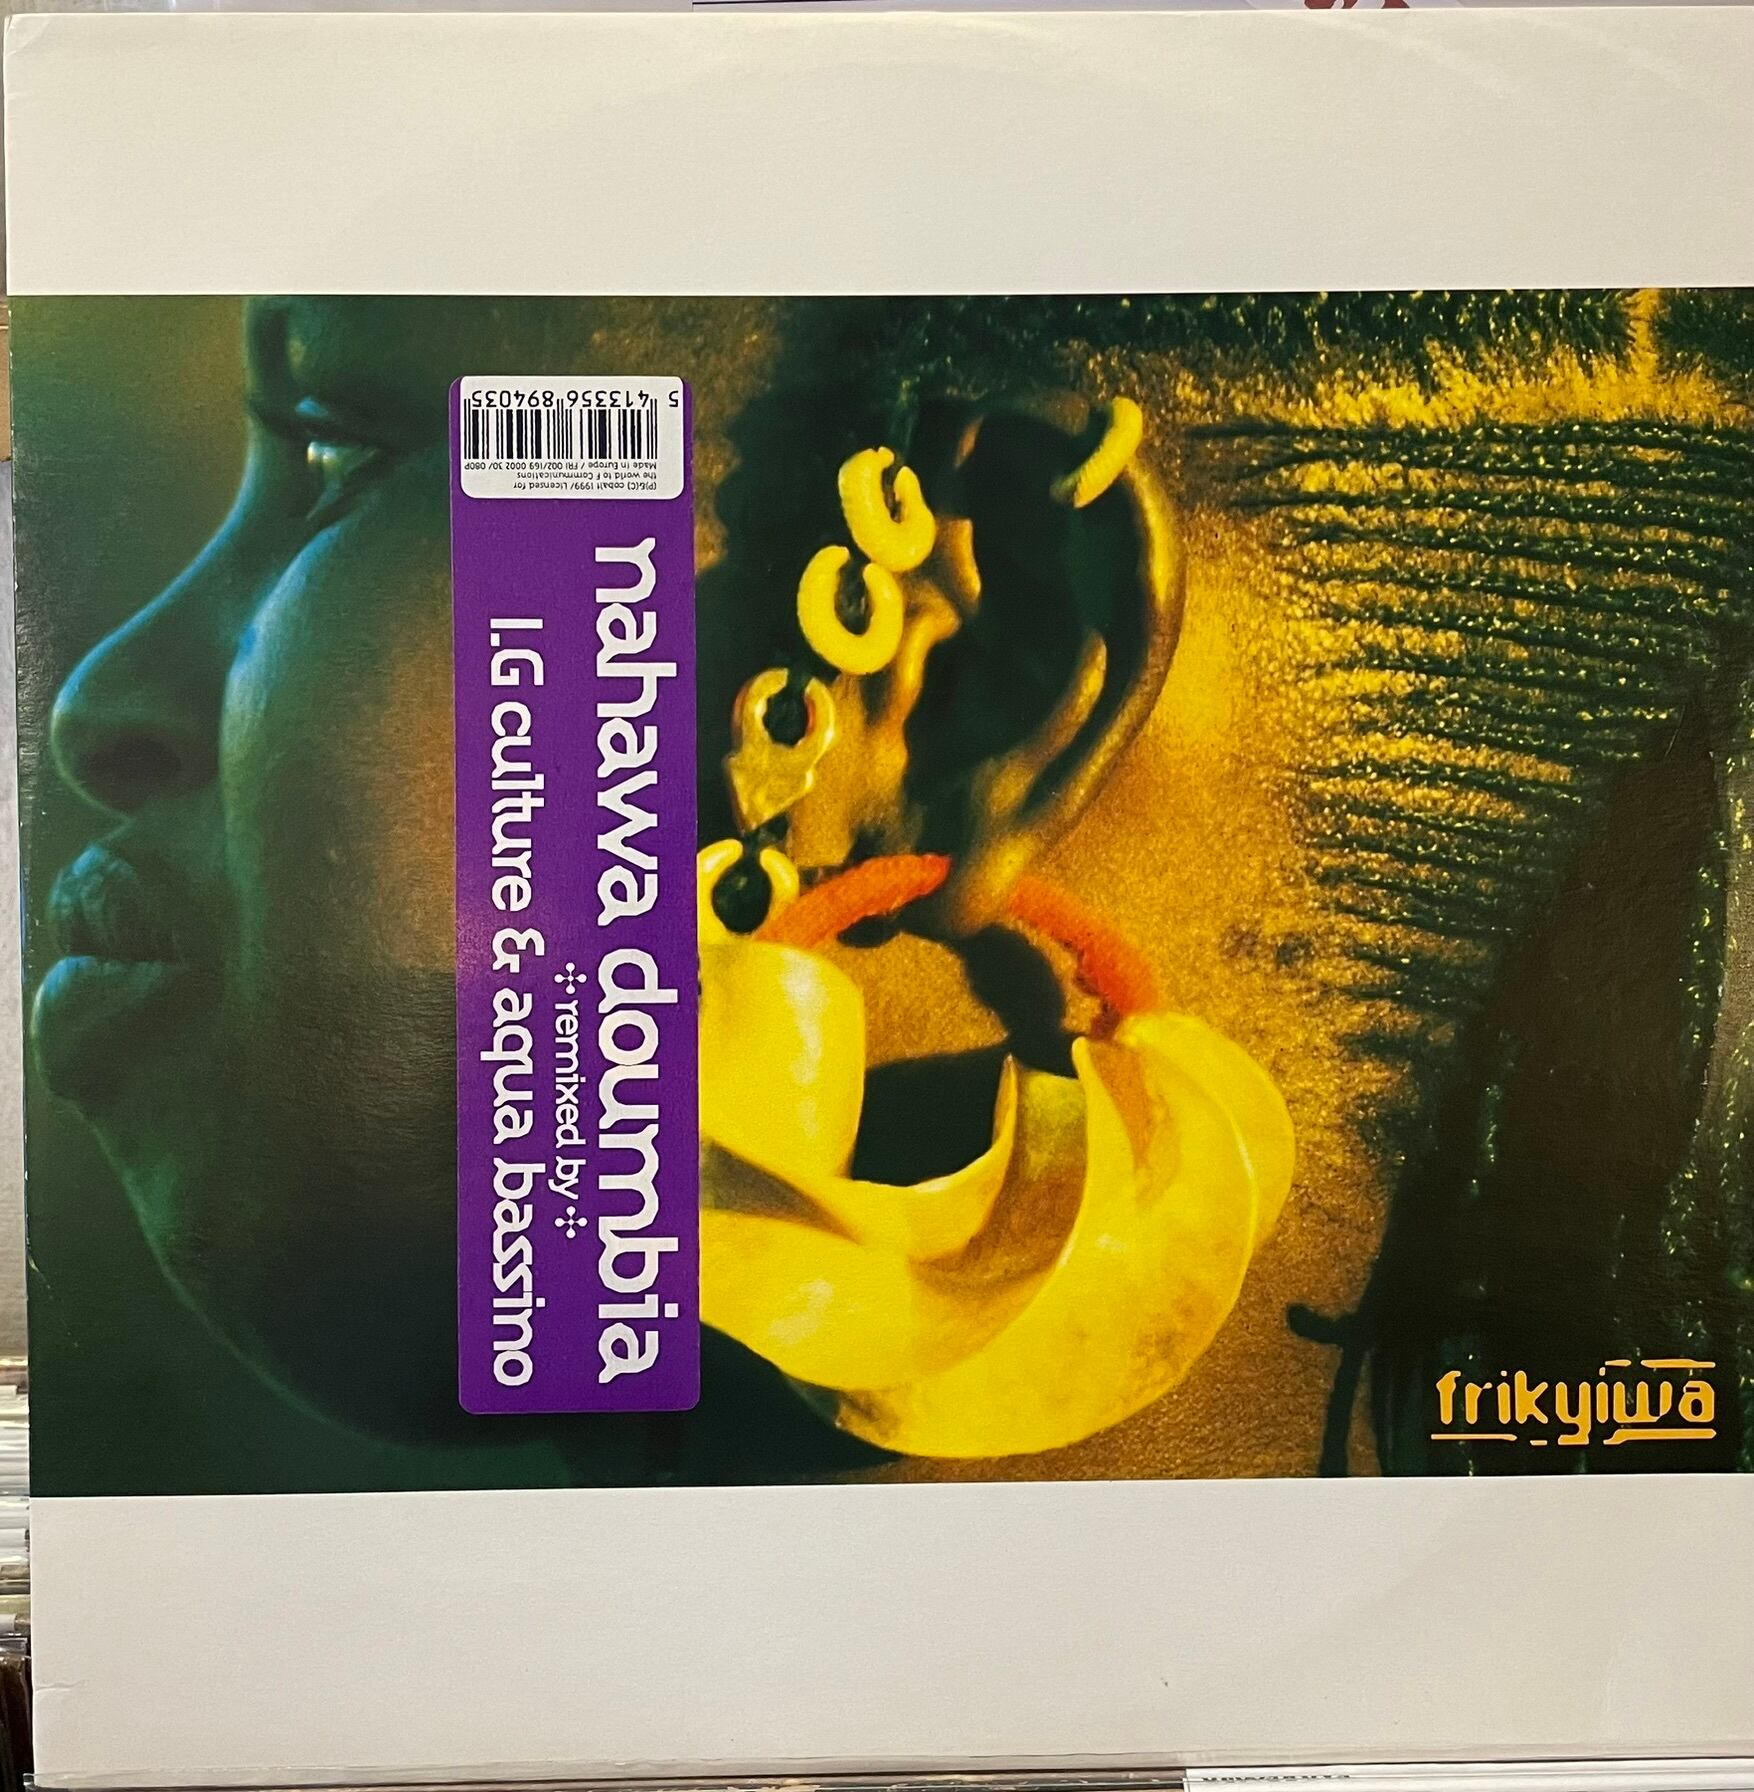 5 413356 894035
(P)&(C) cobalt 1999/ Licensed for
the world to F Communications
Made in Europe / FRI 002/169 0002 30/ 080P
nahawa doumbia
remixed by
I.G culture & aqua bassino
frikyiwa